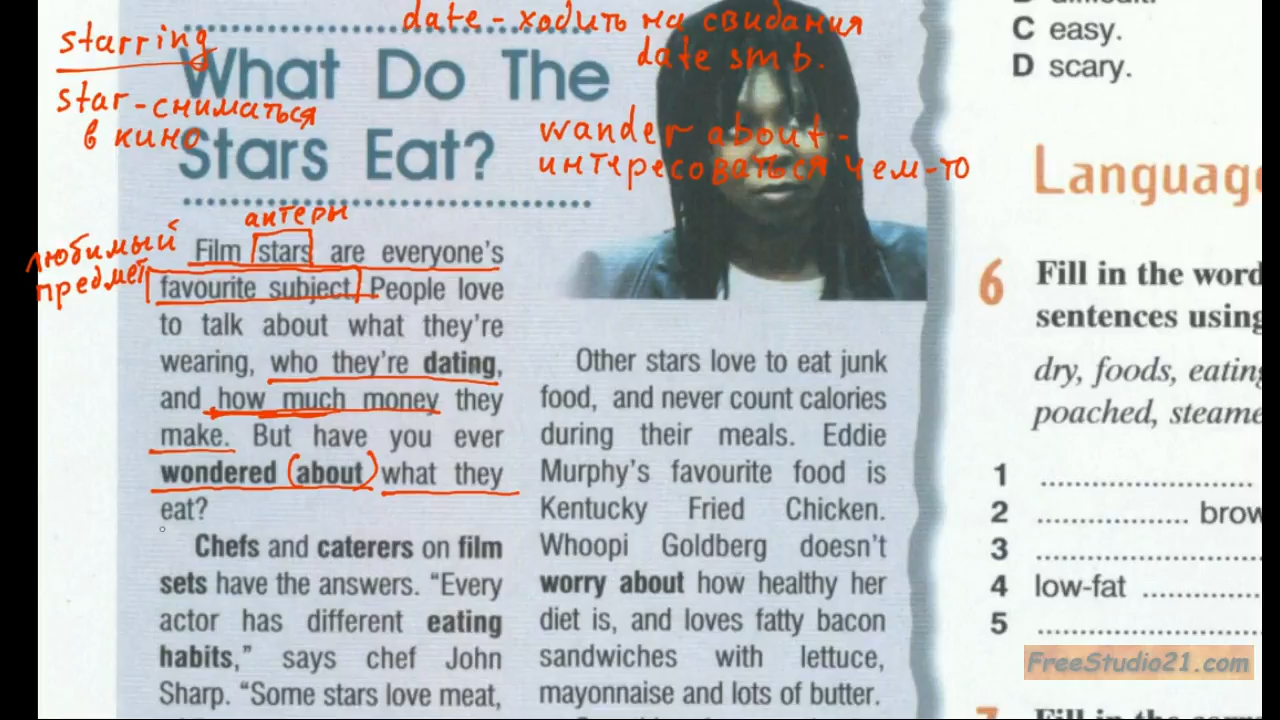 starring
star - сниматься
в кино
date - ходить на свидания
date smb.
wander about -
интересоваться чем-то
What Do The
Stars Eat?
актеры
любимый
предмет
Film stars are everyone's
favourite subject. People love
to talk about what they're
wearing, who they're dating,
and how much money they
make. But have you ever
wondered about what they
eat?
Chefs and caterers on film
sets have the answers. “Every
actor has different eating
habits,” says chef John
Sharp. “Some stars love meat,
Other stars love to eat junk
food, and never count calories
during their meals. Eddie
Murphy's favourite food is
Kentucky Fried Chicken.
Whoopi Goldberg doesn't
worry about how healthy her
diet is, and loves fatty bacon
sandwiches with lettuce,
mayonnaise and lots of butter.
C easy.
D scary.
Language
6 Fill in the word
sentences using
dry, foods, eating
poached, steame
1 ..............................
2 .................. brow
3 ..............................
4 low-fat ..................
5 ..............................
FreeStudio21.com